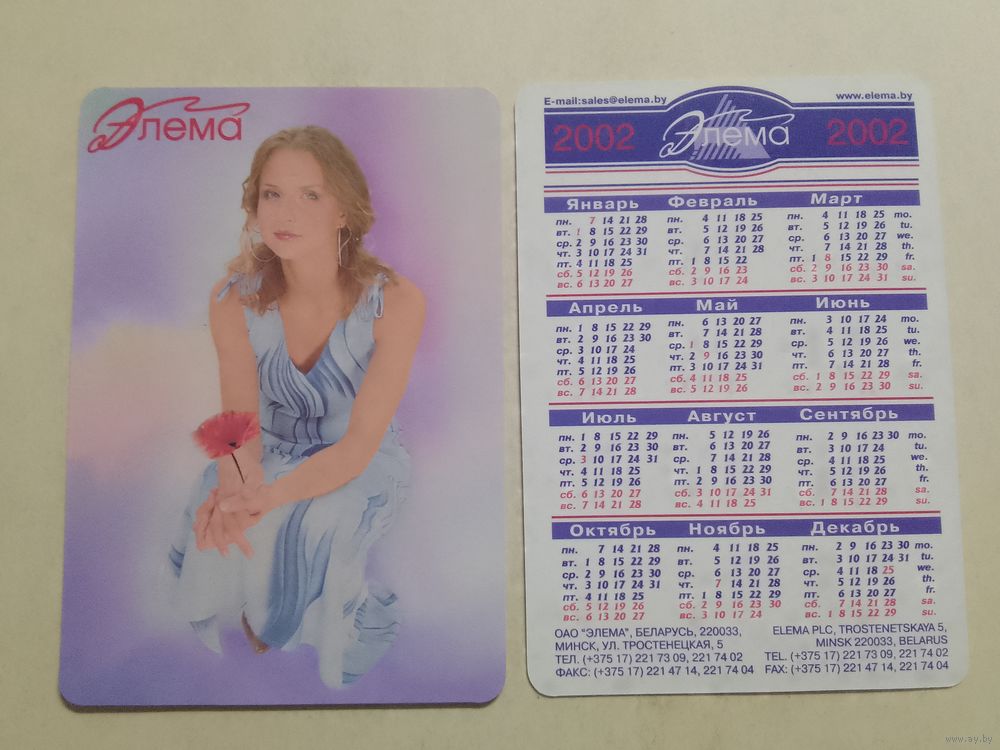 Элема
E-mail:sales@elema.by
www.elema.by
2002 Элема 2002
Январь Февраль Март
пн. 7 14 21 28 пн. 4 11 18 25 пн. 4 11 18 25 mo.
вт. 1 8 15 22 29 вт. 5 12 19 26 вт. 5 12 19 26 tu.
ср. 2 9 16 23 30 ср. 6 13 20 27 ср. 6 13 20 27 we.
чт. 3 10 17 24 31 чт. 7 14 21 28 чт. 7 14 21 28 th.
пт. 4 11 18 25 пт. 1 8 15 22 пт. 1 8 15 22 29 fr.
сб. 5 12 19 26 сб. 2 9 16 23 сб. 2 9 16 23 30 sa.
вс. 6 13 20 27 вс. 3 10 17 24 вс. 3 10 17 24 31 su.
Апрель Май Июнь
пн. 1 8 15 22 29 пн. 6 13 20 27 пн. 3 10 17 24 mo.
вт. 2 9 16 23 30 вт. 7 14 21 28 вт. 4 11 18 25 tu.
ср. 3 10 17 24 ср. 1 8 15 22 29 ср. 5 12 19 26 we.
чт. 4 11 18 25 чт. 2 9 16 23 30 чт. 6 13 20 27 th.
пт. 5 12 19 26 пт. 3 10 17 24 31 пт. 7 14 21 28 fr.
сб. 6 13 20 27 сб. 4 11 18 25 сб. 1 8 15 22 29 sa.
вс. 7 14 21 28 вс. 5 12 19 26 вс. 2 9 16 23 30 su.
Июль Август Сентябрь
пн. 1 8 15 22 29 пн. 5 12 19 26 пн. 2 9 16 23 30 mo.
вт. 2 9 16 23 30 вт. 6 13 20 27 вт. 3 10 17 24 tu.
ср. 3 10 17 24 31 ср. 7 14 21 28 ср. 4 11 18 25 we.
чт. 4 11 18 25 чт. 1 8 15 22 29 чт. 5 12 19 26 th.
пт. 5 12 19 26 пт. 2 9 16 23 30 пт. 6 13 20 27 fr.
сб. 6 13 20 27 сб. 3 10 17 24 31 сб. 7 14 21 28 sa.
вс. 7 14 21 28 вс. 4 11 18 25 вс. 1 8 15 22 29 su.
Октябрь Ноябрь Декабрь
пн. 7 14 21 28 пн. 4 11 18 25 пн. 2 9 16 23 30 mo.
вт. 1 8 15 22 29 вт. 5 12 19 26 вт. 3 10 17 24 31 tu.
ср. 2 9 16 23 30 ср. 6 13 20 27 ср. 4 11 18 25 we.
чт. 3 10 17 24 31 чт. 7 14 21 28 чт. 5 12 19 26 th.
пт. 4 11 18 25 пт. 1 8 15 22 29 пт. 6 13 20 27 fr.
сб. 5 12 19 26 сб. 2 9 16 23 30 сб. 7 14 21 28 sa.
вс. 6 13 20 27 вс. 3 10 17 24 вс. 1 8 15 22 29 su.
ОАО "ЭЛЕМА", БЕЛАРУСЬ, 220033,
МИНСК, УЛ. ТРОСТЕНЕЦКАЯ, 5
ТЕЛ. (+375 17) 221 73 09, 221 74 02
ФАКС: (+375 17) 221 47 14, 221 74 04
ELEMA PLC, TROSTENETSKAYA 5,
MINSK 220033, BELARUS
TEL. (+375 17) 221 73 09, 221 74 02
FAX: (+375 17) 221 47 14, 221 74 04
www.ay.by